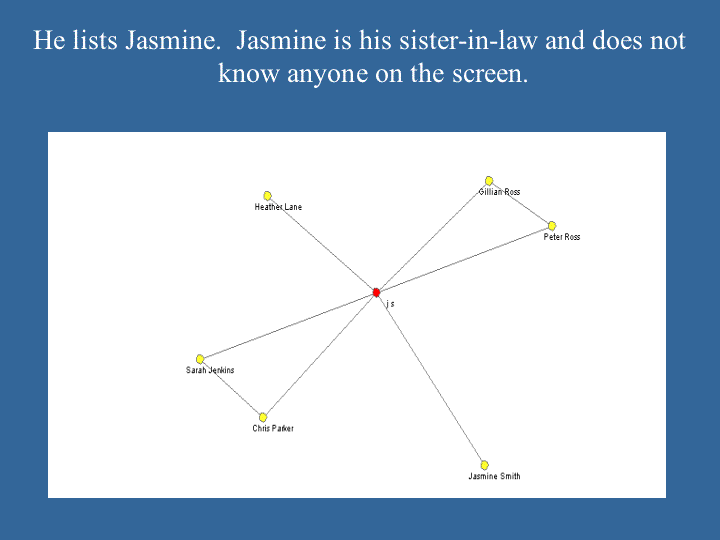 He lists Jasmine.  Jasmine is his sister-in-law and does not
know anyone on the screen.
Gillian Ross
Heather Lane
Peter Ross
j s
Sarah Jenkins
Chris Parker
Jasmine Smith